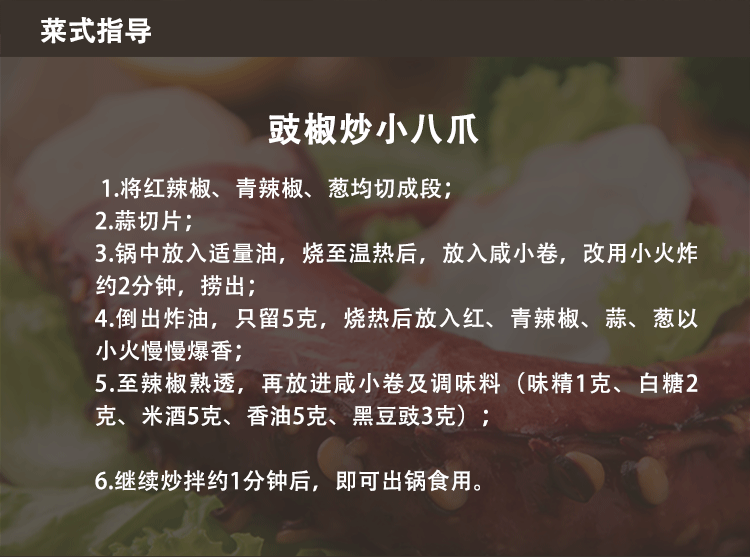 菜式指导
豉椒炒小八爪
1.将红辣椒、青辣椒、葱均切成段；
2.蒜切片；
3.锅中放入适量油，烧至温热后，放入咸小卷，改用小火炸
约2分钟，捞出；
4.倒出炸油，只留5克，烧热后放入红、青辣椒、蒜、葱以
小火慢慢爆香；
5.至辣椒熟透，再放进咸小卷及调味料（味精1克、白糖2
克、米酒5克、香油5克、黑豆豉3克）；
6.继续炒拌约1分钟后，即可出锅食用。